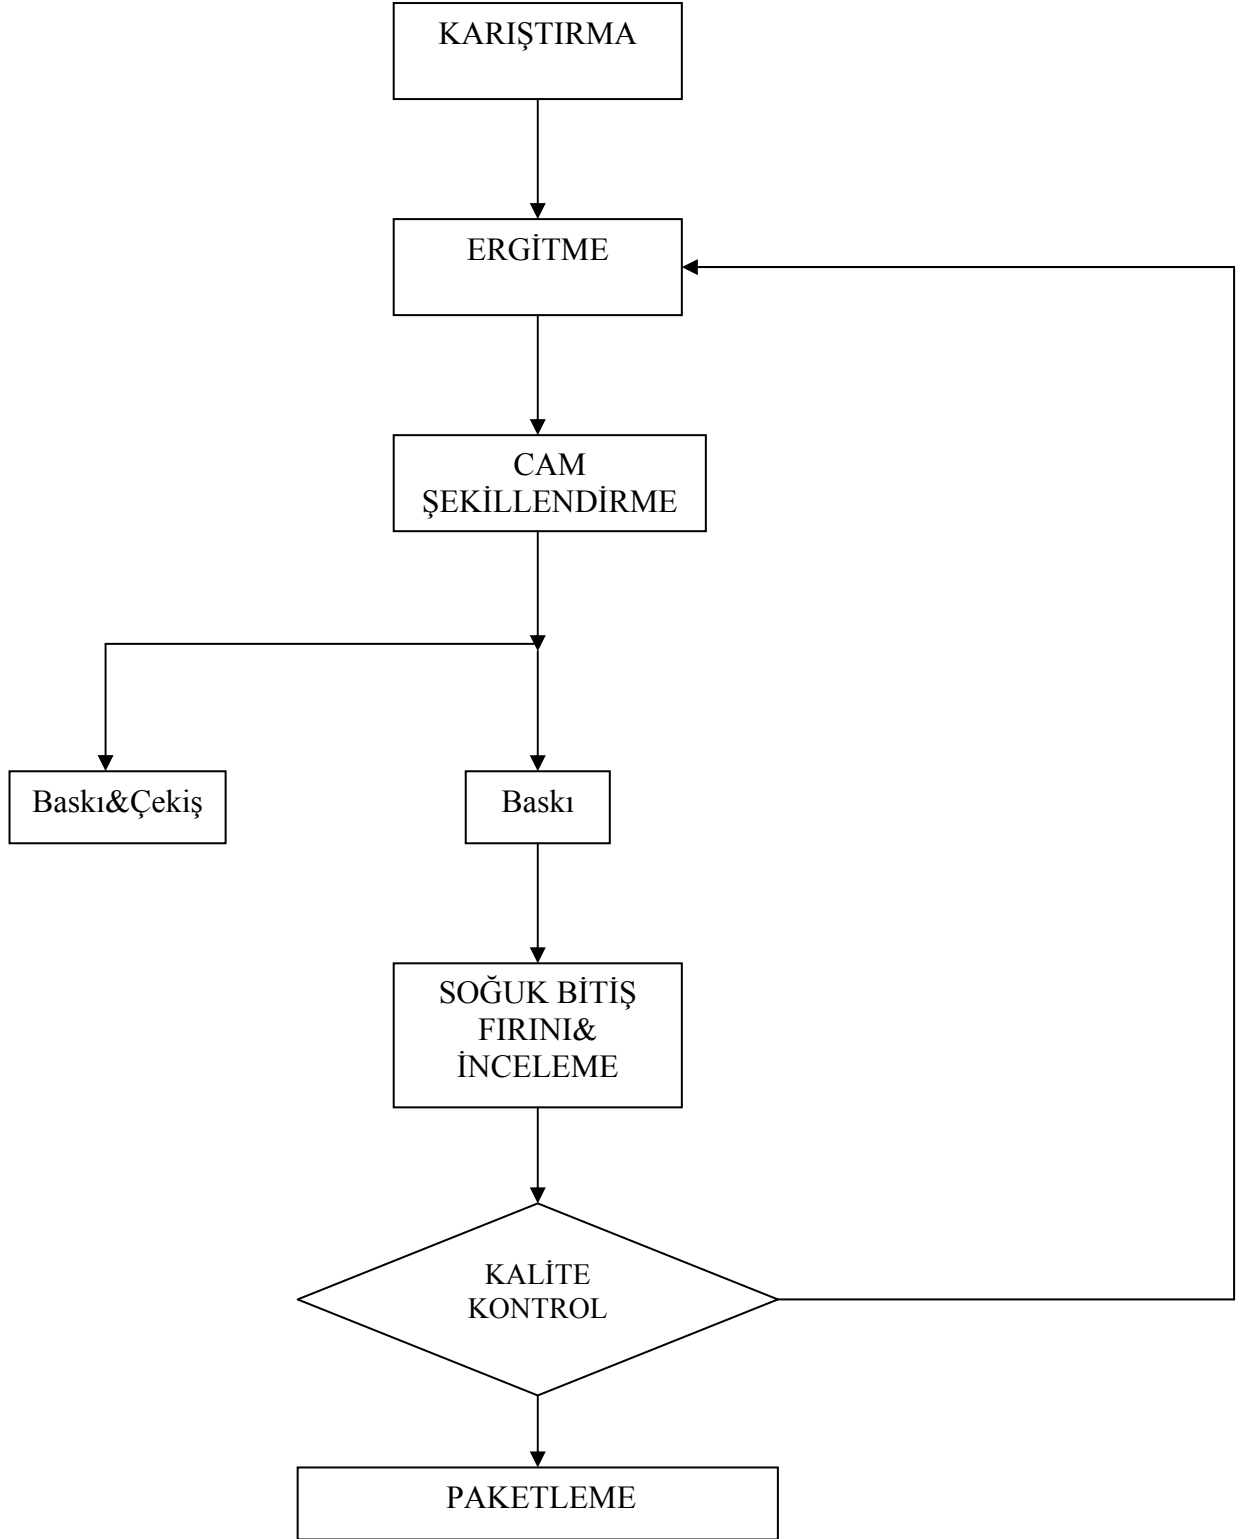 KARIŞTIRMA
ERGİTME
CAM
ŞEKİLLENDİRME
Baskı&Çekiş
Baskı
SOĞUK BİTİŞ
FIRINI&
İNCELEME
KALİTE
KONTROL
PAKETLEME